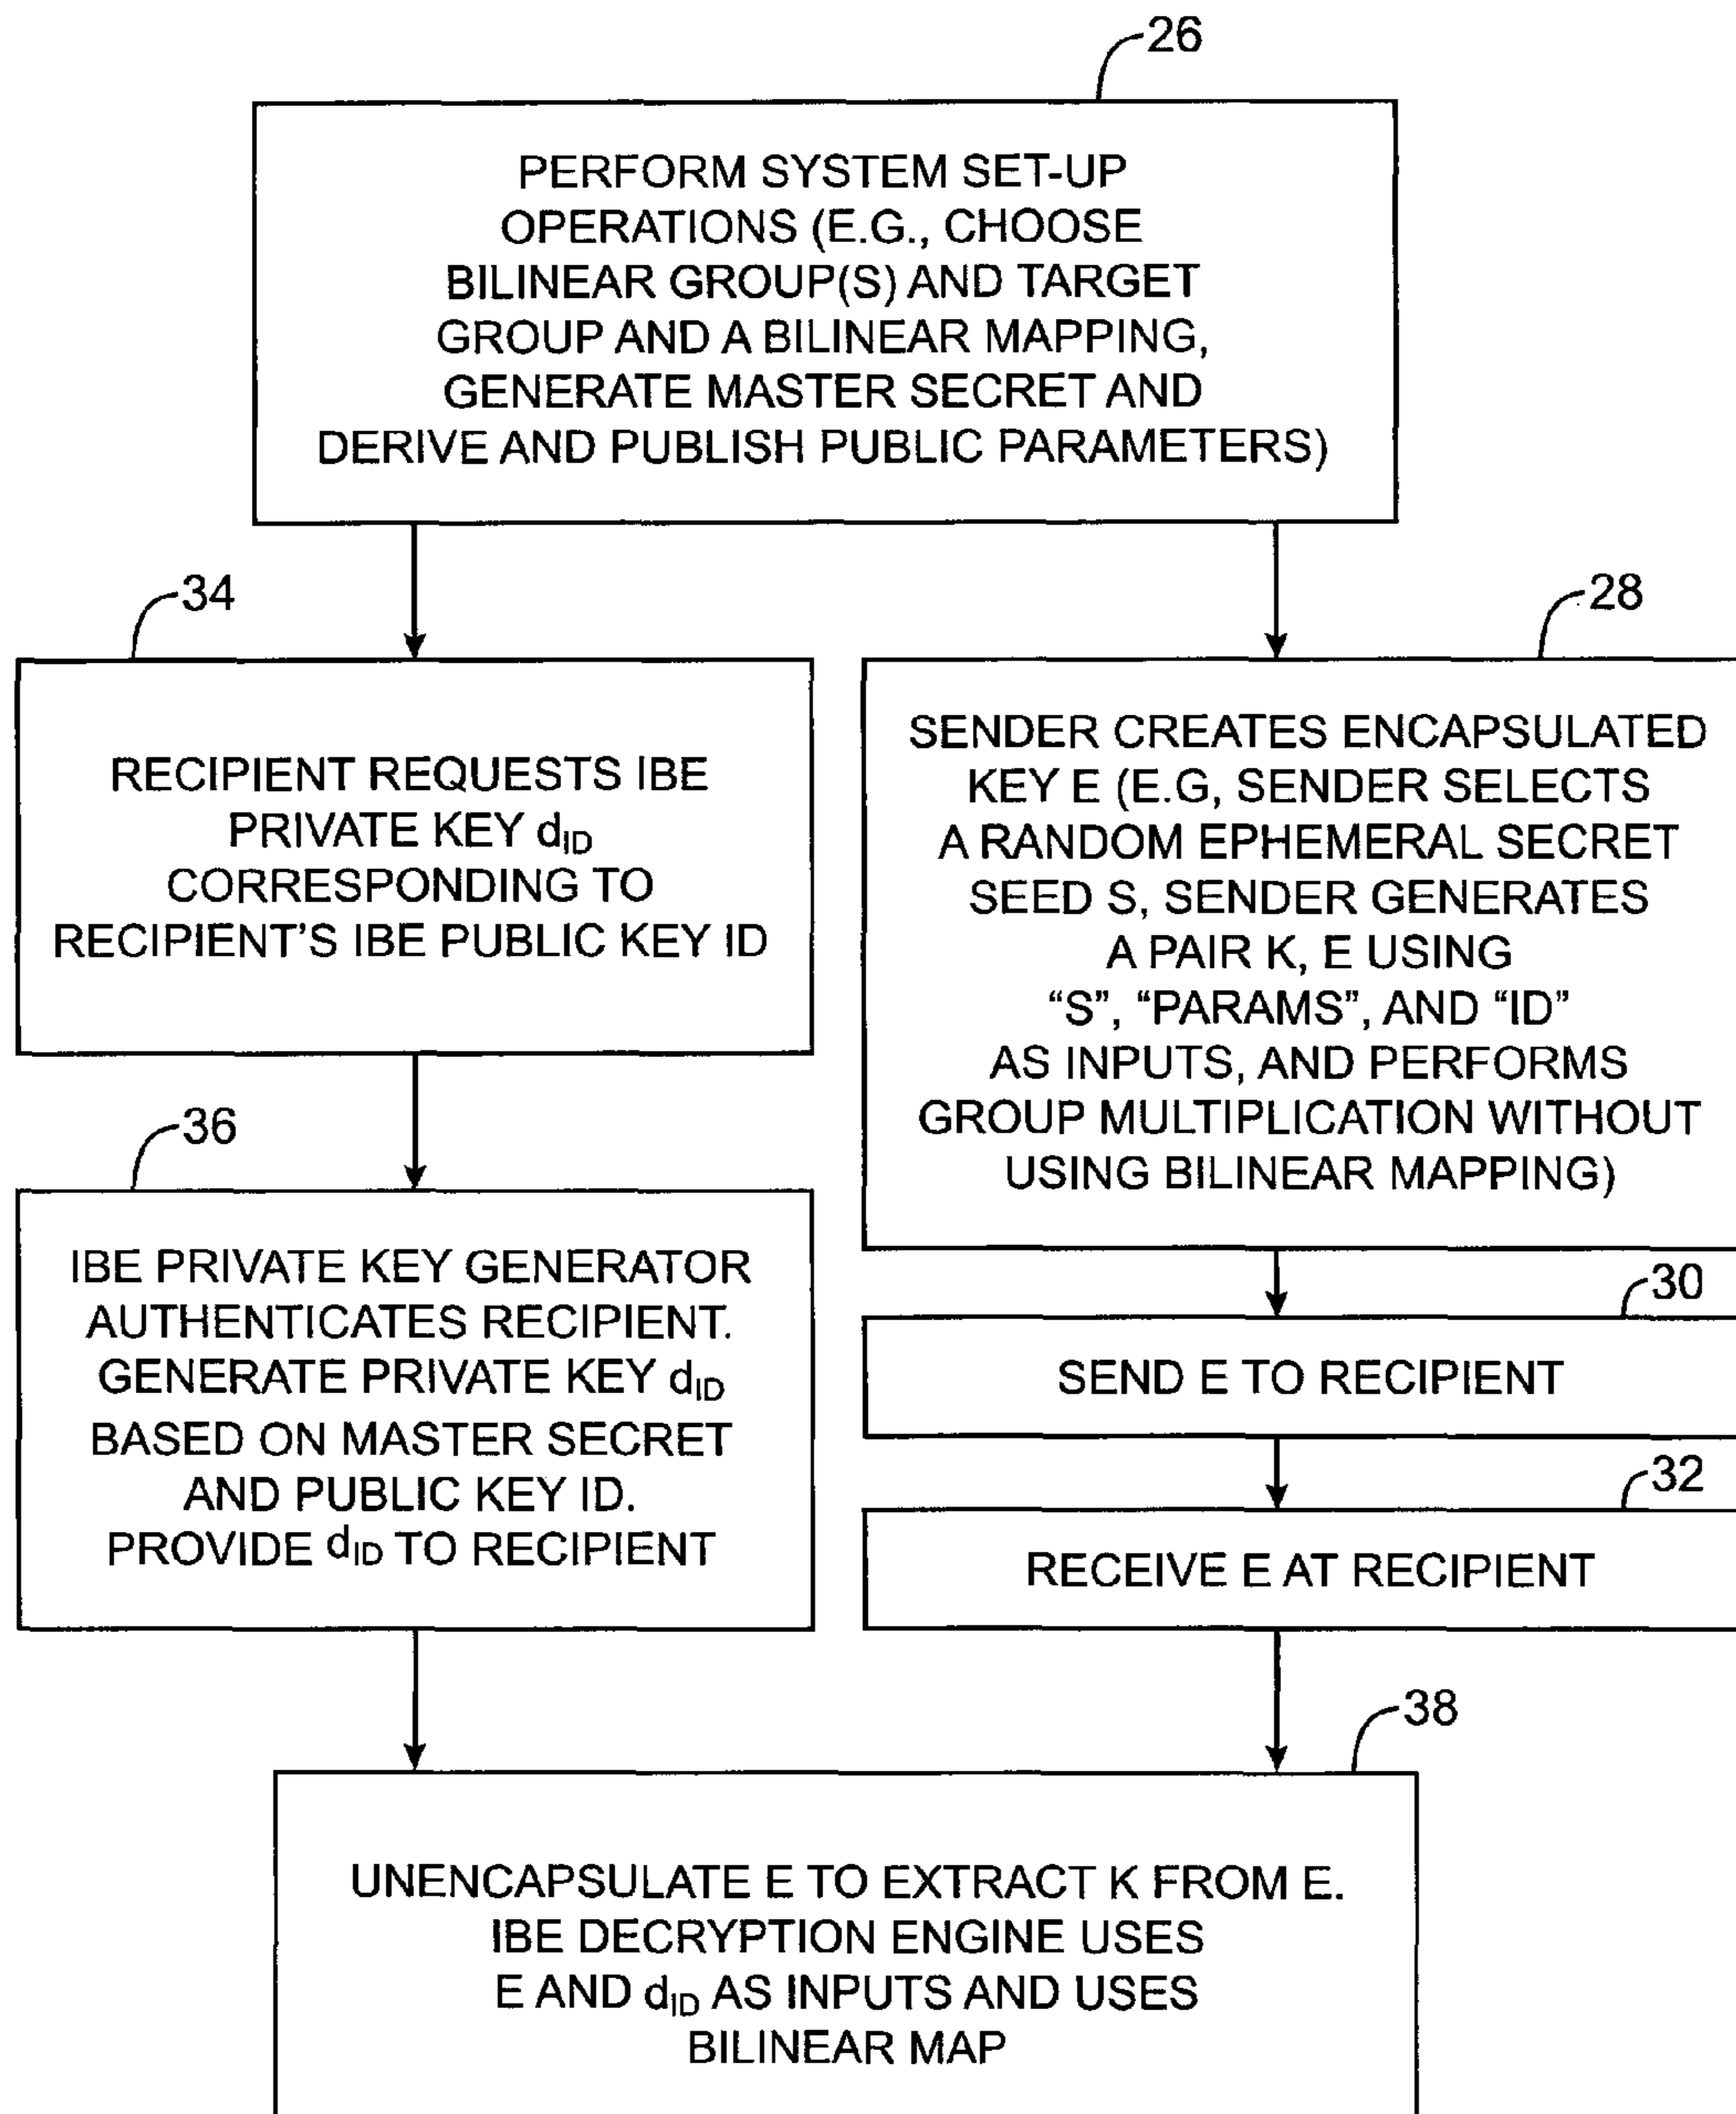 26
PERFORM SYSTEM SET-UP
OPERATIONS (E.G., CHOOSE
BILINEAR GROUP(S) AND TARGET
GROUP AND A BILINEAR MAPPING,
GENERATE MASTER SECRET AND
DERIVE AND PUBLISH PUBLIC PARAMETERS)
34
RECIPIENT REQUESTS IBE
PRIVATE KEY dID
CORRESPONDING TO
RECIPIENT'S IBE PUBLIC KEY ID
36
IBE PRIVATE KEY GENERATOR
AUTHENTICATES RECIPIENT.
GENERATE PRIVATE KEY dID
BASED ON MASTER SECRET
AND PUBLIC KEY ID.
PROVIDE dID TO RECIPIENT
28
SENDER CREATES ENCAPSULATED
KEY E (E.G, SENDER SELECTS
A RANDOM EPHEMERAL SECRET
SEED S, SENDER GENERATES
A PAIR K, E USING
“S”, “PARAMS”, AND “ID”
AS INPUTS, AND PERFORMS
GROUP MULTIPLICATION WITHOUT
USING BILINEAR MAPPING)
30
SEND E TO RECIPIENT
32
RECEIVE E AT RECIPIENT
38
UNENCAPSULATE E TO EXTRACT K FROM E.
IBE DECRYPTION ENGINE USES
E AND dID AS INPUTS AND USES
BILINEAR MAP